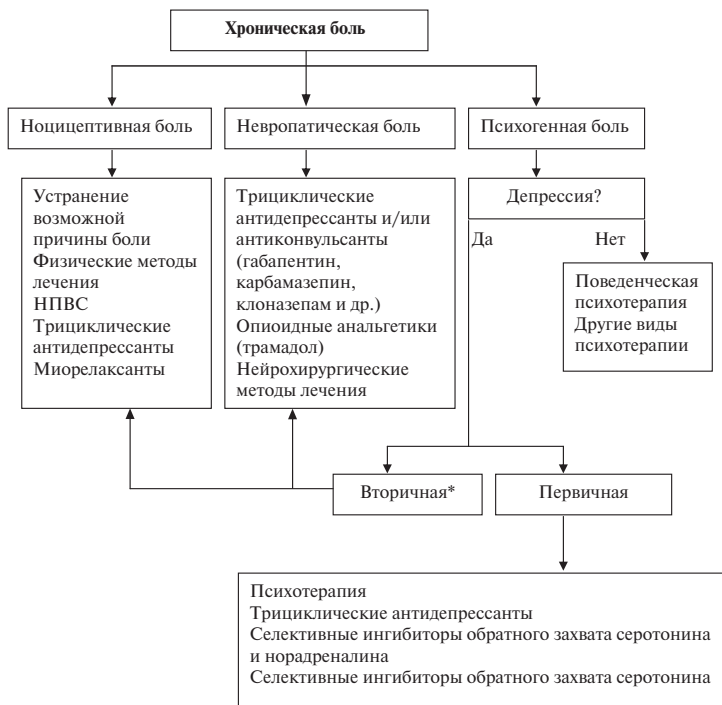 Хроническая боль
Ноцицептивная боль
Невропатическая боль
Психогенная боль
Устранение
возможной
причины боли
Физические методы
лечения
НПВС
Трициклические
антидепрессанты
Миорелаксанты
Трициклические
антидепрессанты и/или
антиконвульсанты
(габапентин,
карбамазепин,
клоназепам и др.)
Опиоидные анальгетики
(трамадол)
Нейрохирургические
методы лечения
Депрессия?
Да
Нет
Поведенческая
психотерапия
Другие виды
психотерапии
Вторичная*
Первичная
Психотерапия
Трициклические антидепрессанты
Селективные ингибиторы обратного захвата серотонина
и норадреналина
Селективные ингибиторы обратного захвата серотонина